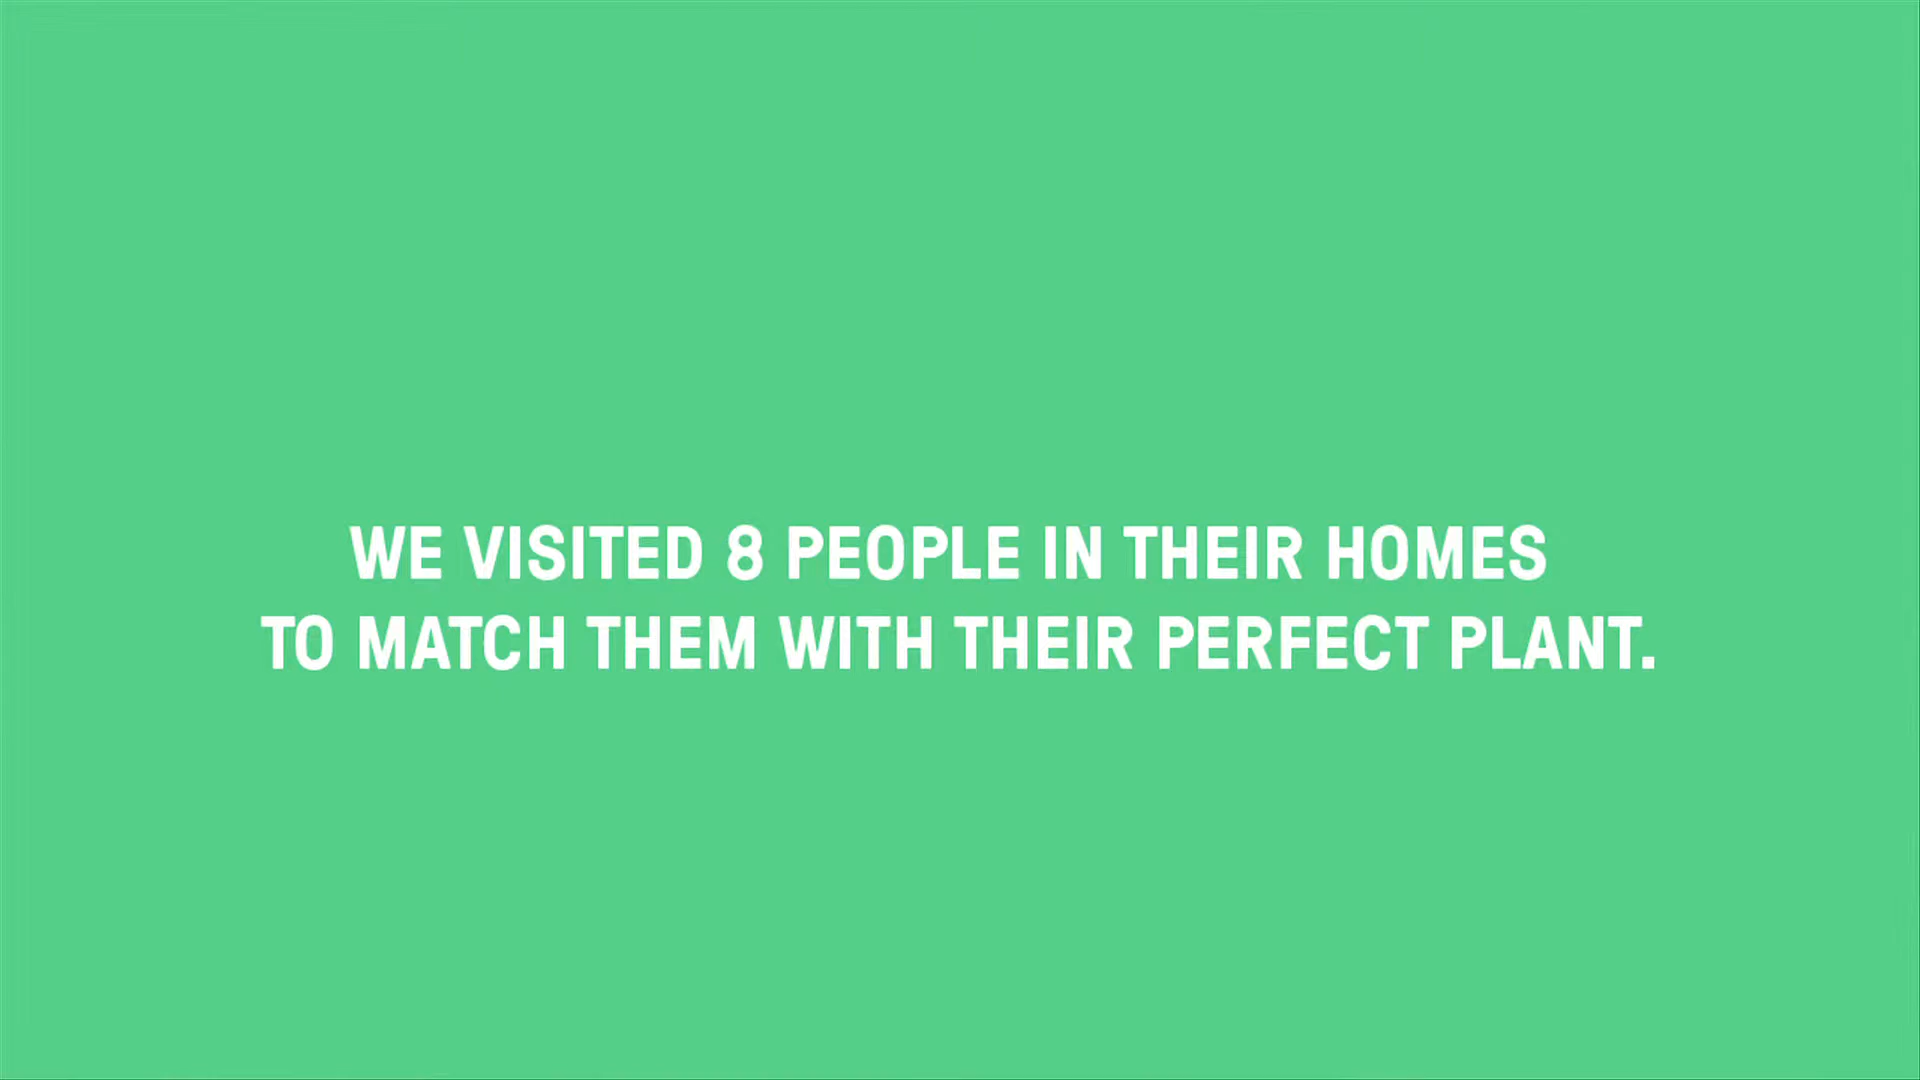 WE VISITED 8 PEOPLE IN THEIR HOMES
TO MATCH THEM WITH THEIR PERFECT PLANT.